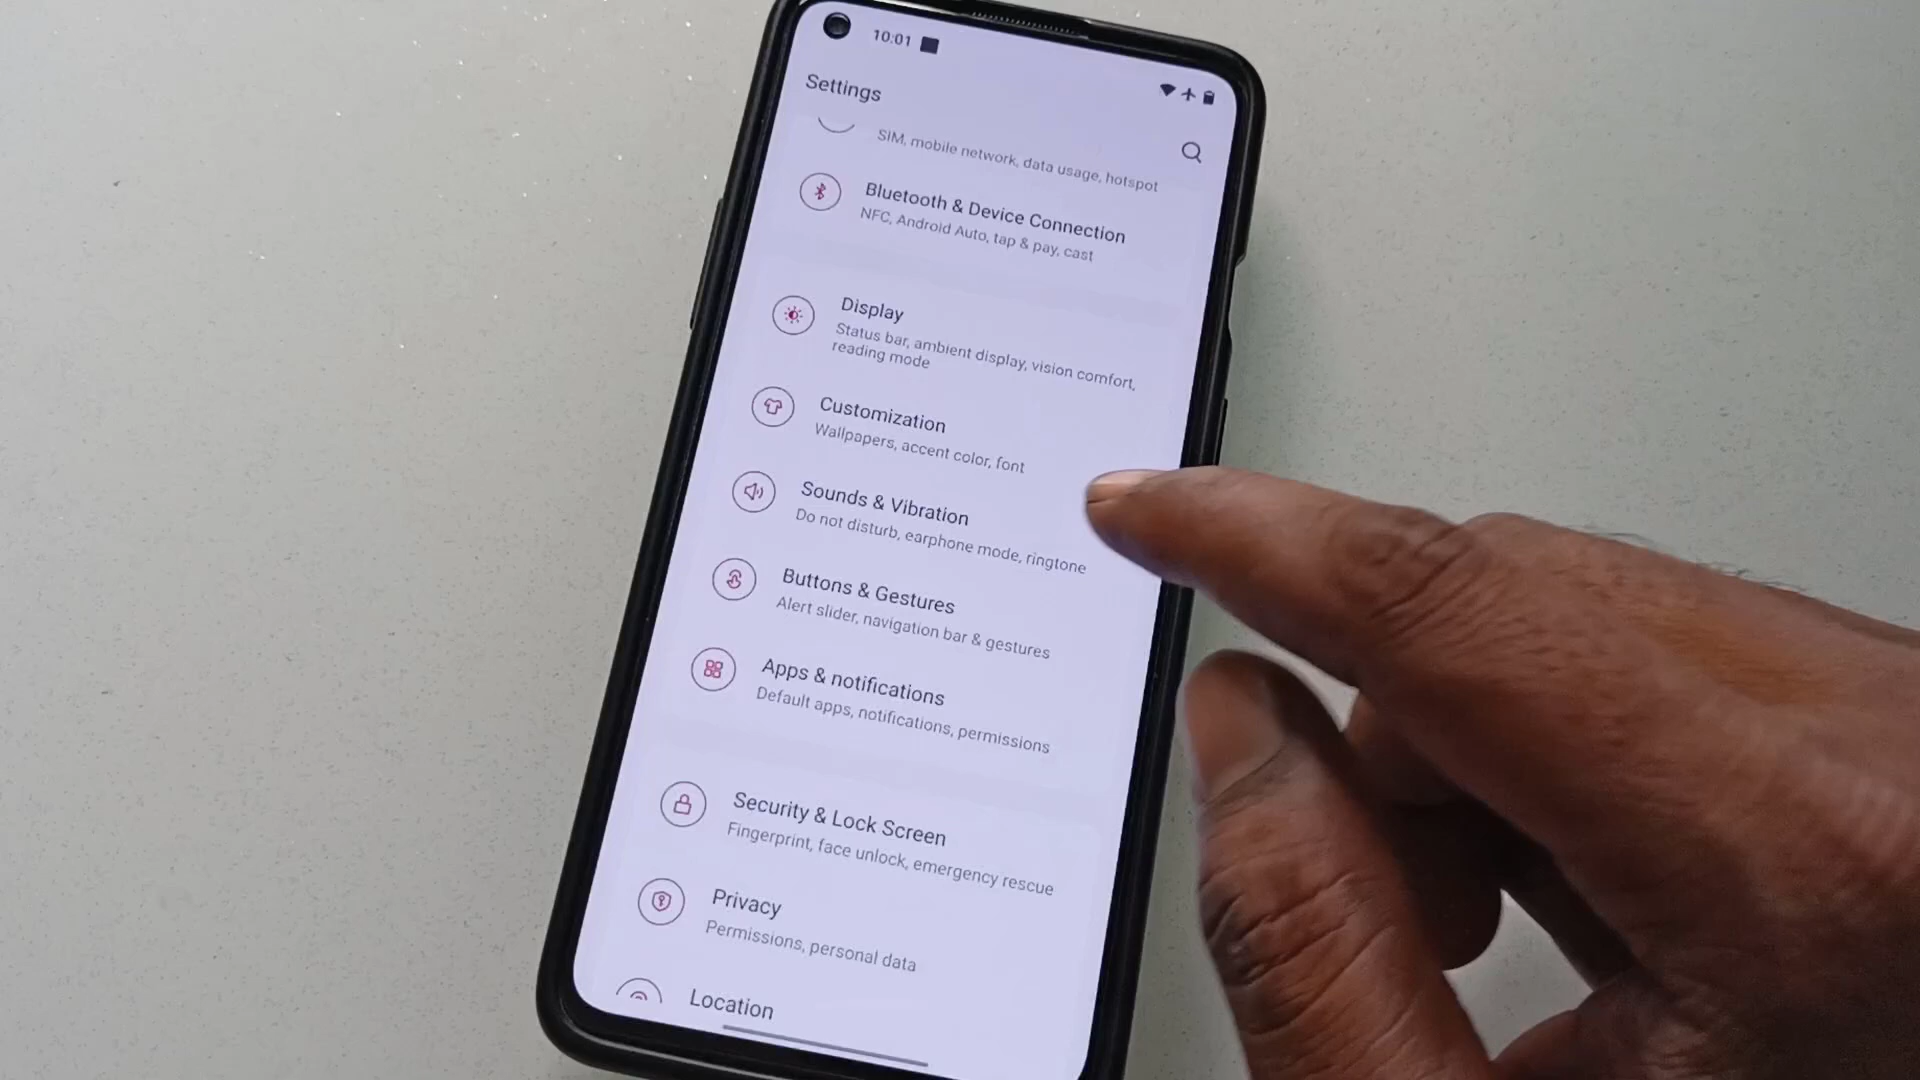 10:01
Settings
SIM, mobile network, data usage, hotspot
Bluetooth & Device Connection
NFC, Android Auto, tap & pay, cast
Display
Status bar, ambient display, vision comfort,
reading mode
Customization
Wallpapers, accent color, font
Sounds & Vibration
Do not disturb, earphone mode, ringtone
Buttons & Gestures
Alert slider, navigation bar & gestures
Apps & notifications
Default apps, notifications, permissions
Security & Lock Screen
Fingerprint, face unlock, emergency rescue
Privacy
Permissions, personal data
Location